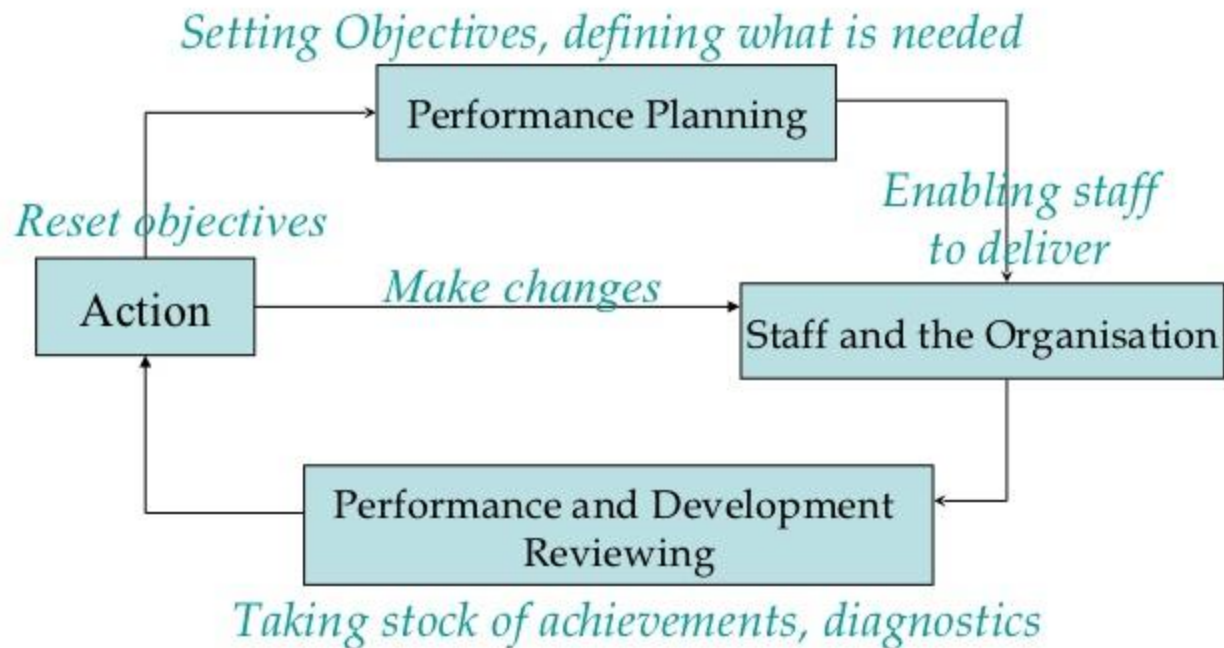 Setting Objectives, defining what is needed
Performance Planning
Enabling staff
to deliver
Reset objectives
Action
Make changes
Staff and the Organisation
Performance and Development
Reviewing
Taking stock of achievements, diagnostics